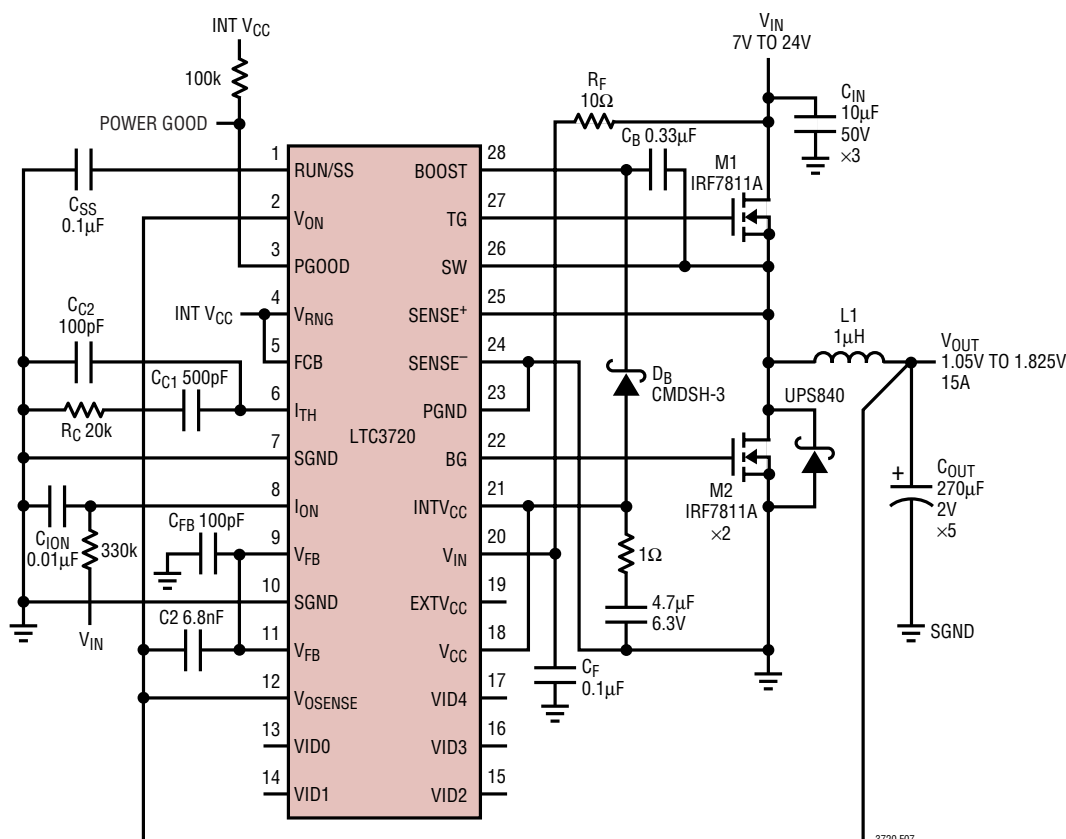 INT VCC
100k
POWER GOOD
VIN
7V TO 24V
RF
10Ω
CIN
10µF
50V
×3
CB 0.33µF
M1
IRF7811A
CSS
0.1µF
CC2
100pF
INT VCC
CC1 500pF
RC 20k
CION
0.01µF
330k
VIN
CFB 100pF
C2 6.8nF
1
2
3
4
5
6
7
8
9
10
11
12
13
14
RUN/SS
VON
PGOOD
VRNG
FCB
ITH
SGND
ION
VFB
SGND
VFB
VOSENSE
VID0
VID1
LTC3720
BOOST
TG
SW
SENSE+
SENSE–
PGND
BG
INTVCC
VIN
EXTVCC
VCC
VID4
VID3
VID2
28
27
26
25
24
23
22
21
20
19
18
17
16
15
DB
CMDSH-3
1Ω
4.7µF
6.3V
CF
0.1µF
L1
1µH
VOUT
1.05V TO 1.825V
15A
UPS840
M2
IRF7811A
×2
+
COUT
270µF
2V
×5
SGND
3720 F07